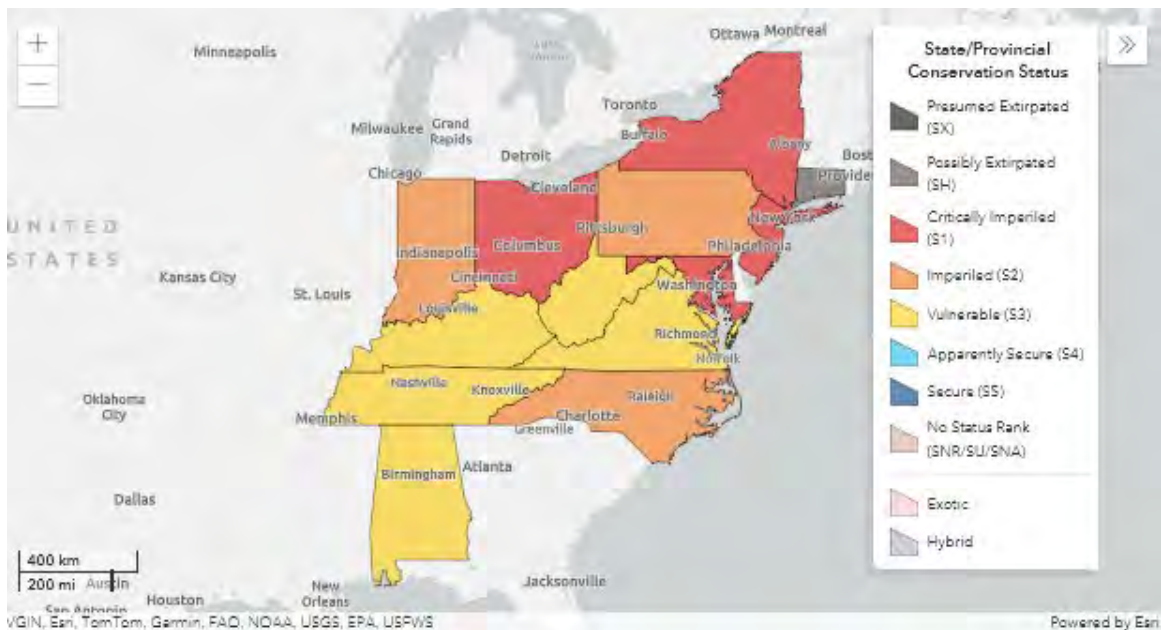 +
−
Minneapolis
Ottawa Montreal
Toronto
Milwaukee
Grand
Rapids
Buffalo
Albany
Detroit
Chicago
Cleveland
New York
Pittsburgh
Philadelphia
UNITED
STATES
Indianapolis
Columbus
Cincinnati
Washington
Kansas City
St. Louis
Louisville
Richmond
Norfolk
Nashville
Knoxville
Raleigh
Oklahoma
City
Memphis
Charlotte
Greenville
Birmingham
Atlanta
Dallas
400 km
200 mi
Austin
New
Orleans
Houston
Jacksonville
San Antonio
State/Provincial
Conservation Status
Presumed Extirpated
(SX)
Possibly Extirpated
(SH)
Critically Imperiled
(S1)
Imperiled (S2)
Vulnerable (S3)
Apparently Secure (S4)
Secure (S5)
No Status Rank
(SNR/SU/SNA)
Exotic
Hybrid
VGIN, Esri, TomTom, Garmin, FAO, NOAA, USGS, EPA, USFWS
Powered by Esri